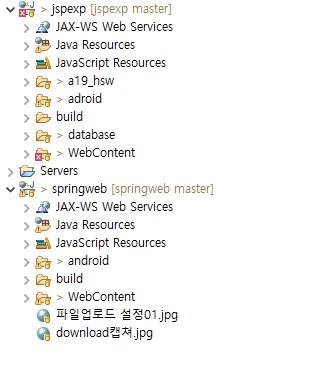 > jspexp [jspexp master]
JAX-WS Web Services
> Java Resources
JavaScript Resources
> a19_hsw
> adroid
build
> database
> WebContent
Servers
> springweb [springweb master]
JAX-WS Web Services
> Java Resources
JavaScript Resources
> android
build
> WebContent
파일업로드 설정01.jpg
download캡쳐.jpg